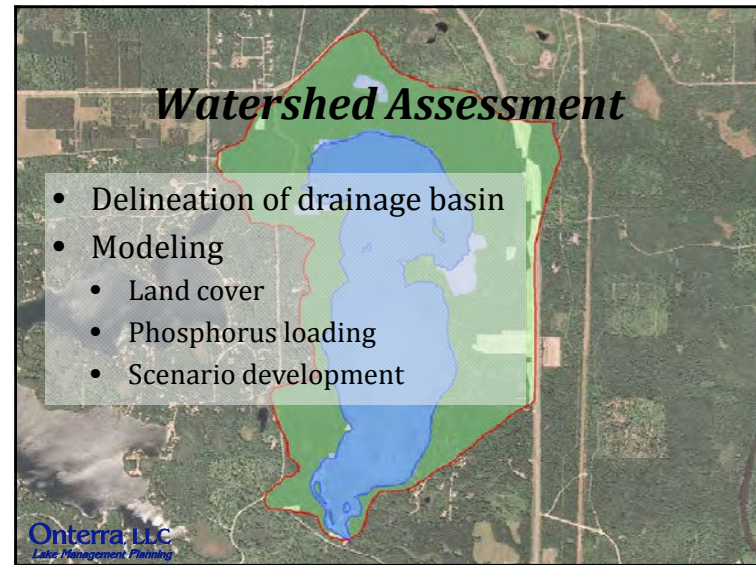 Watershed Assessment
• Delineation of drainage basin
• Modeling
• Land cover
• Phosphorus loading
• Scenario development
Onterra, LLC
Lake Management Planning